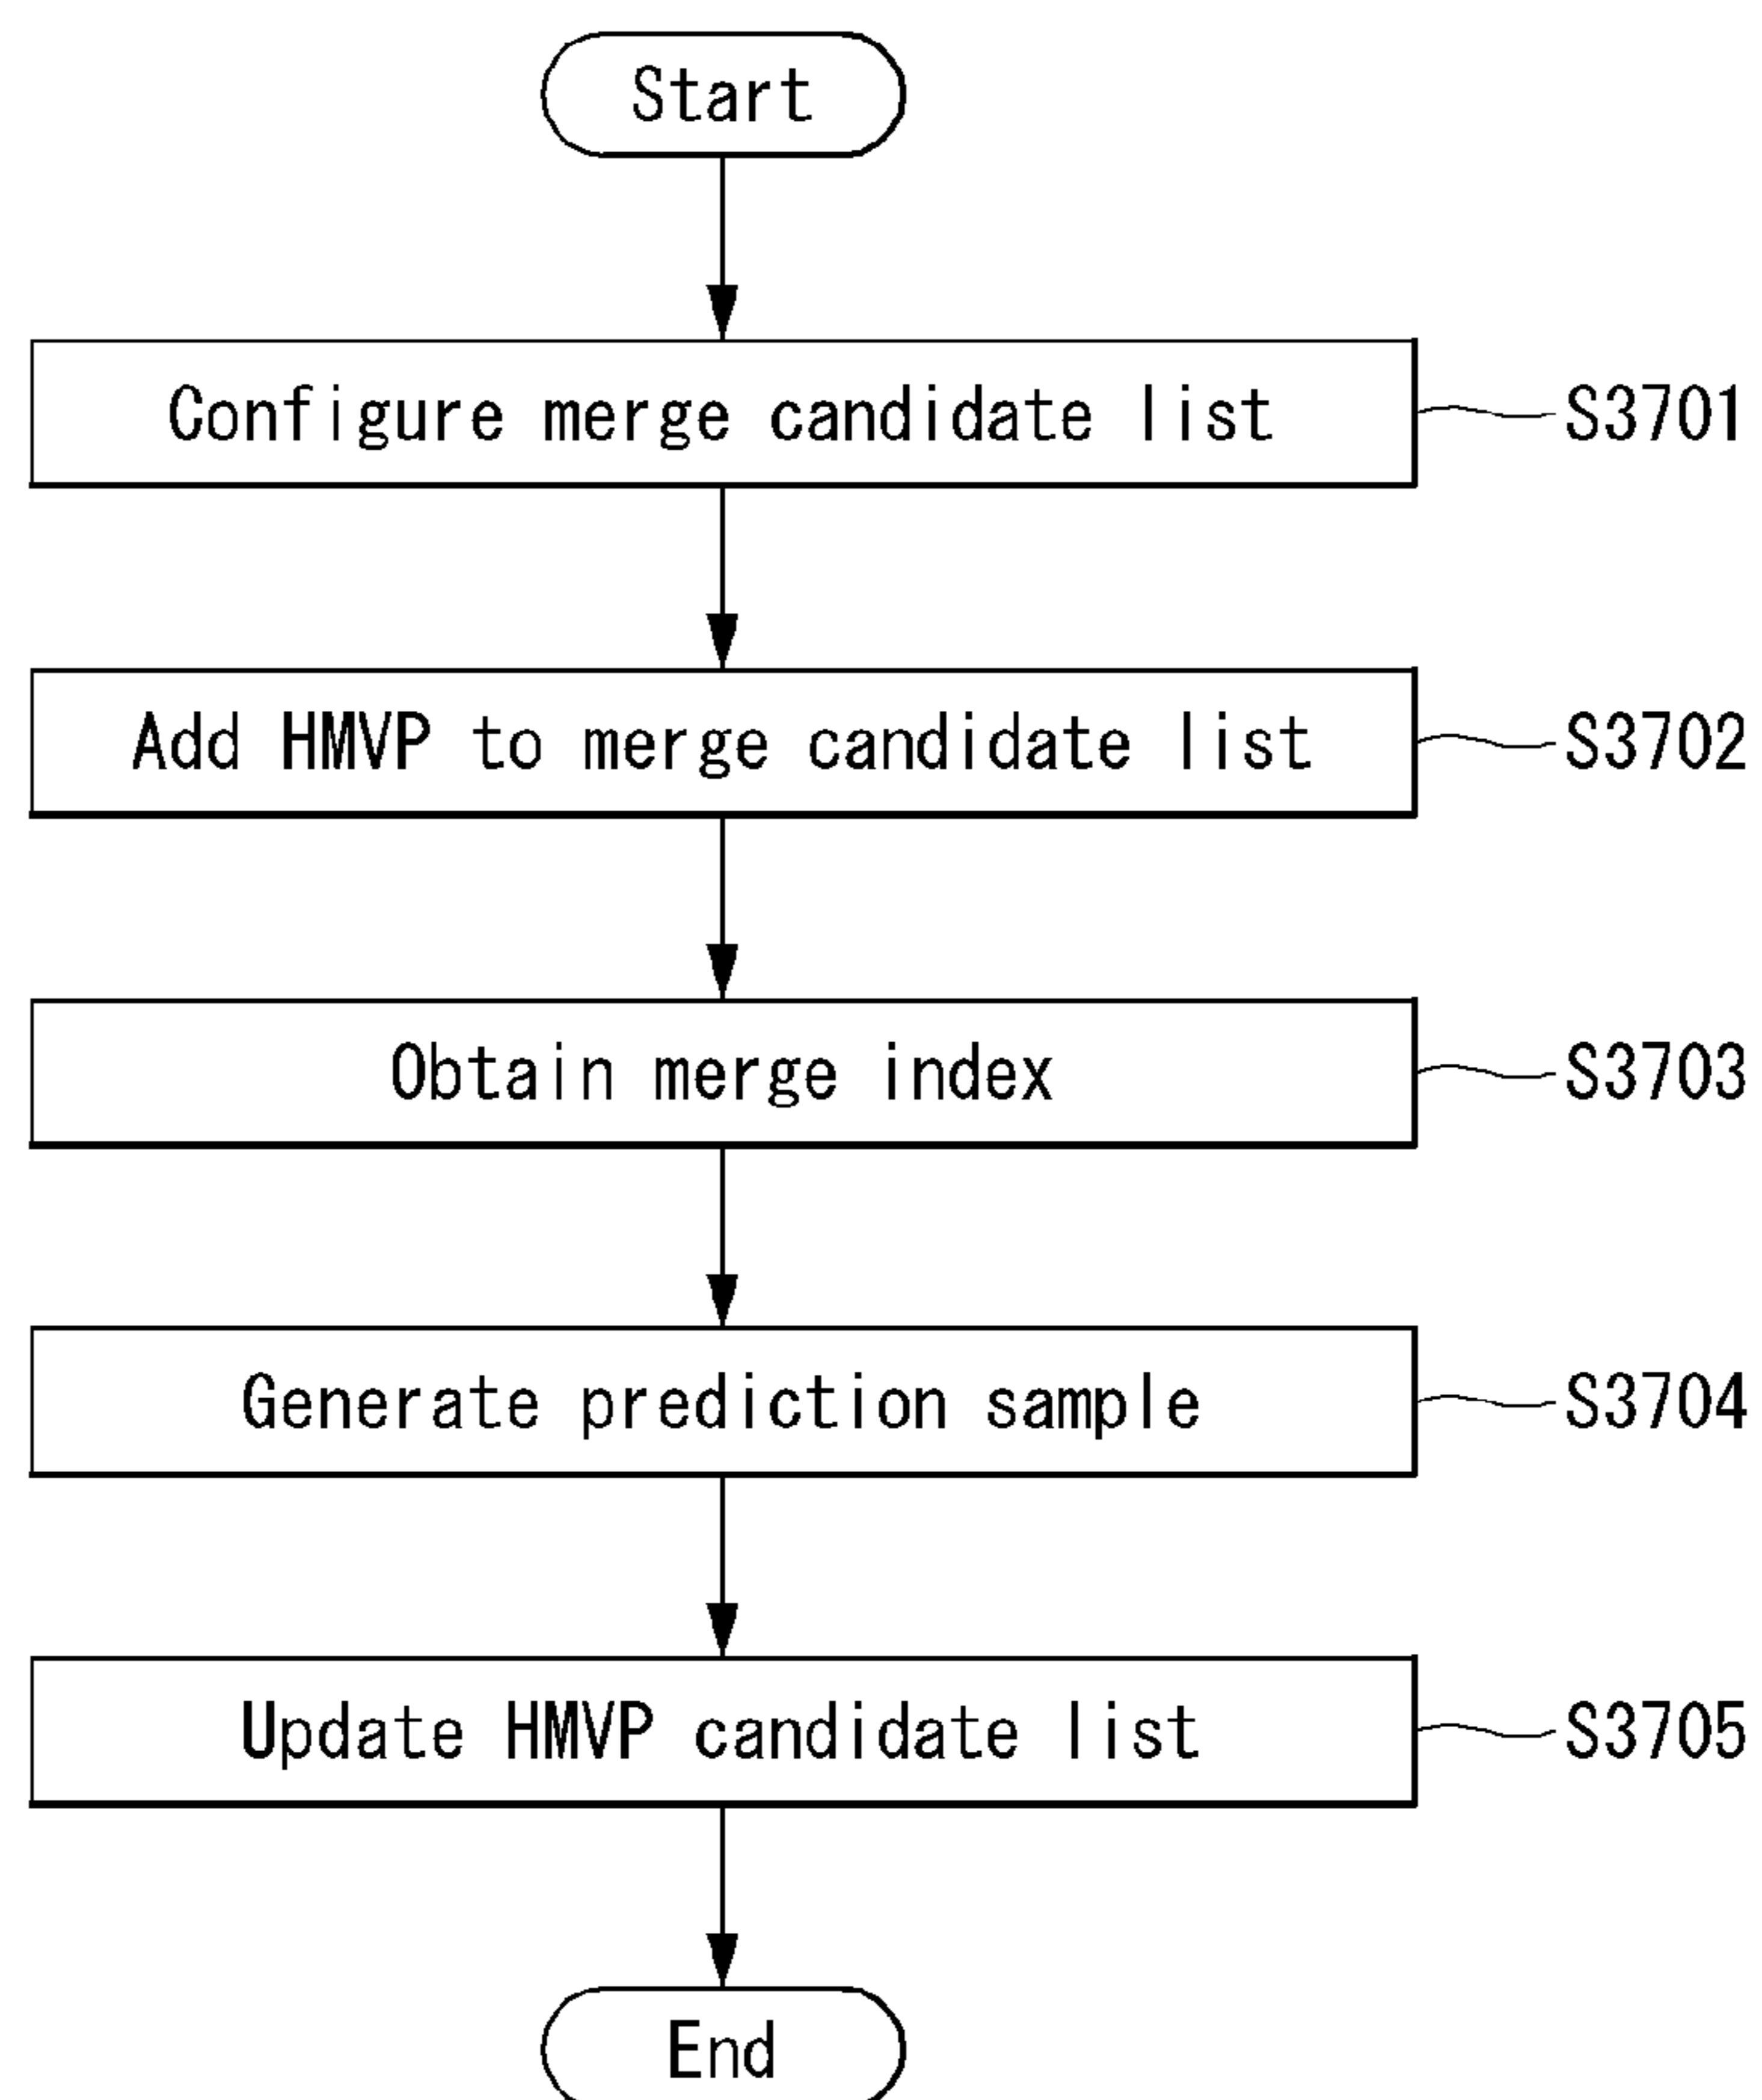 Start
Configure merge candidate list
S3701
Add HMVP to merge candidate list
S3702
Obtain merge index
S3703
Generate prediction sample
S3704
Update HMVP candidate list
S3705
End